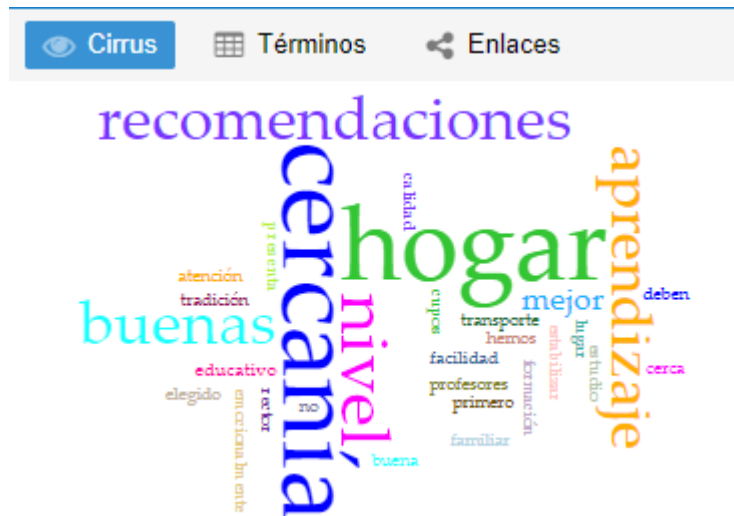 Cirrus Términos Enlaces
recomendaciones
cercanía
hogar
aprendizaje
calidad
presenta
atención
tradición
buenas
nivel
cupos
mejor
deben
transporte
hemos
lugar
estabilizar
estudio
facilidad
educativo
cerca
elegido
rector
no
emocionalmente
profesores
primero
formación
familiar
buena